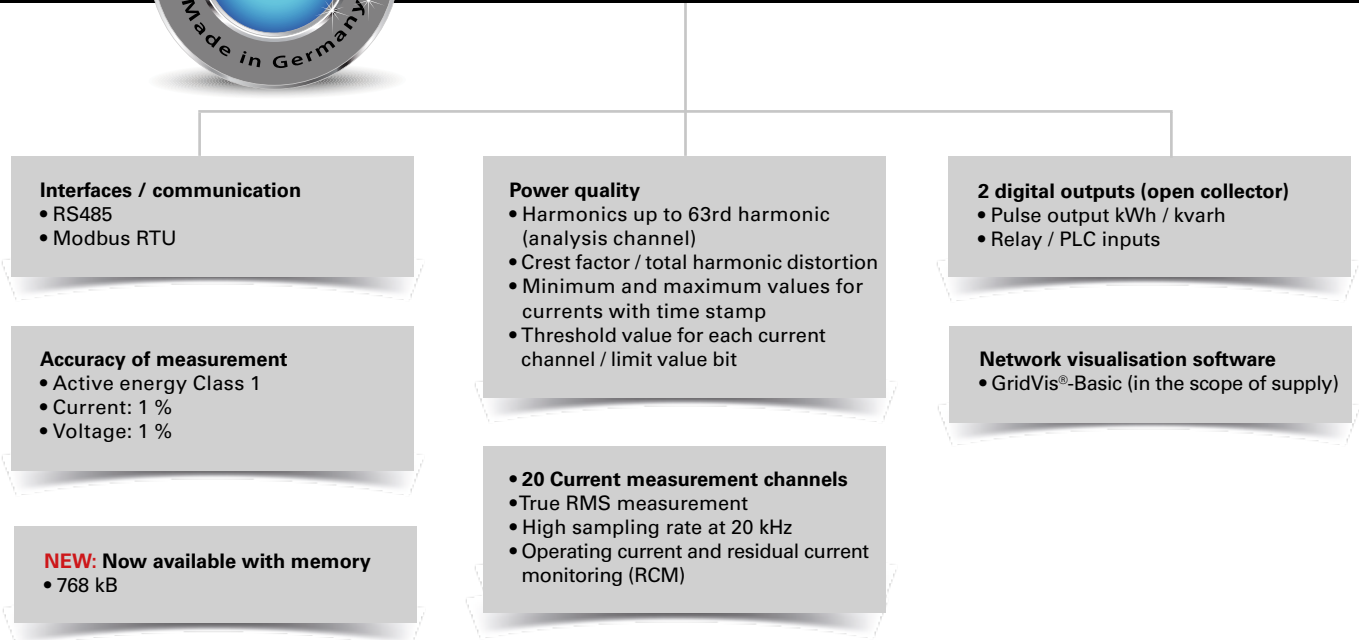 Made in Germany
Interfaces / communication
• RS485
• Modbus RTU
Accuracy of measurement
• Active energy Class 1
• Current: 1 %
• Voltage: 1 %
NEW: Now available with memory
• 768 kB
Power quality
• Harmonics up to 63rd harmonic
(analysis channel)
• Crest factor / total harmonic distortion
• Minimum and maximum values for
currents with time stamp
• Threshold value for each current
channel / limit value bit
• 20 Current measurement channels
•True RMS measurement
• High sampling rate at 20 kHz
• Operating current and residual current
monitoring (RCM)
2 digital outputs (open collector)
• Pulse output kWh / kvarh
• Relay / PLC inputs
Network visualisation software
• GridVis®-Basic (in the scope of supply)